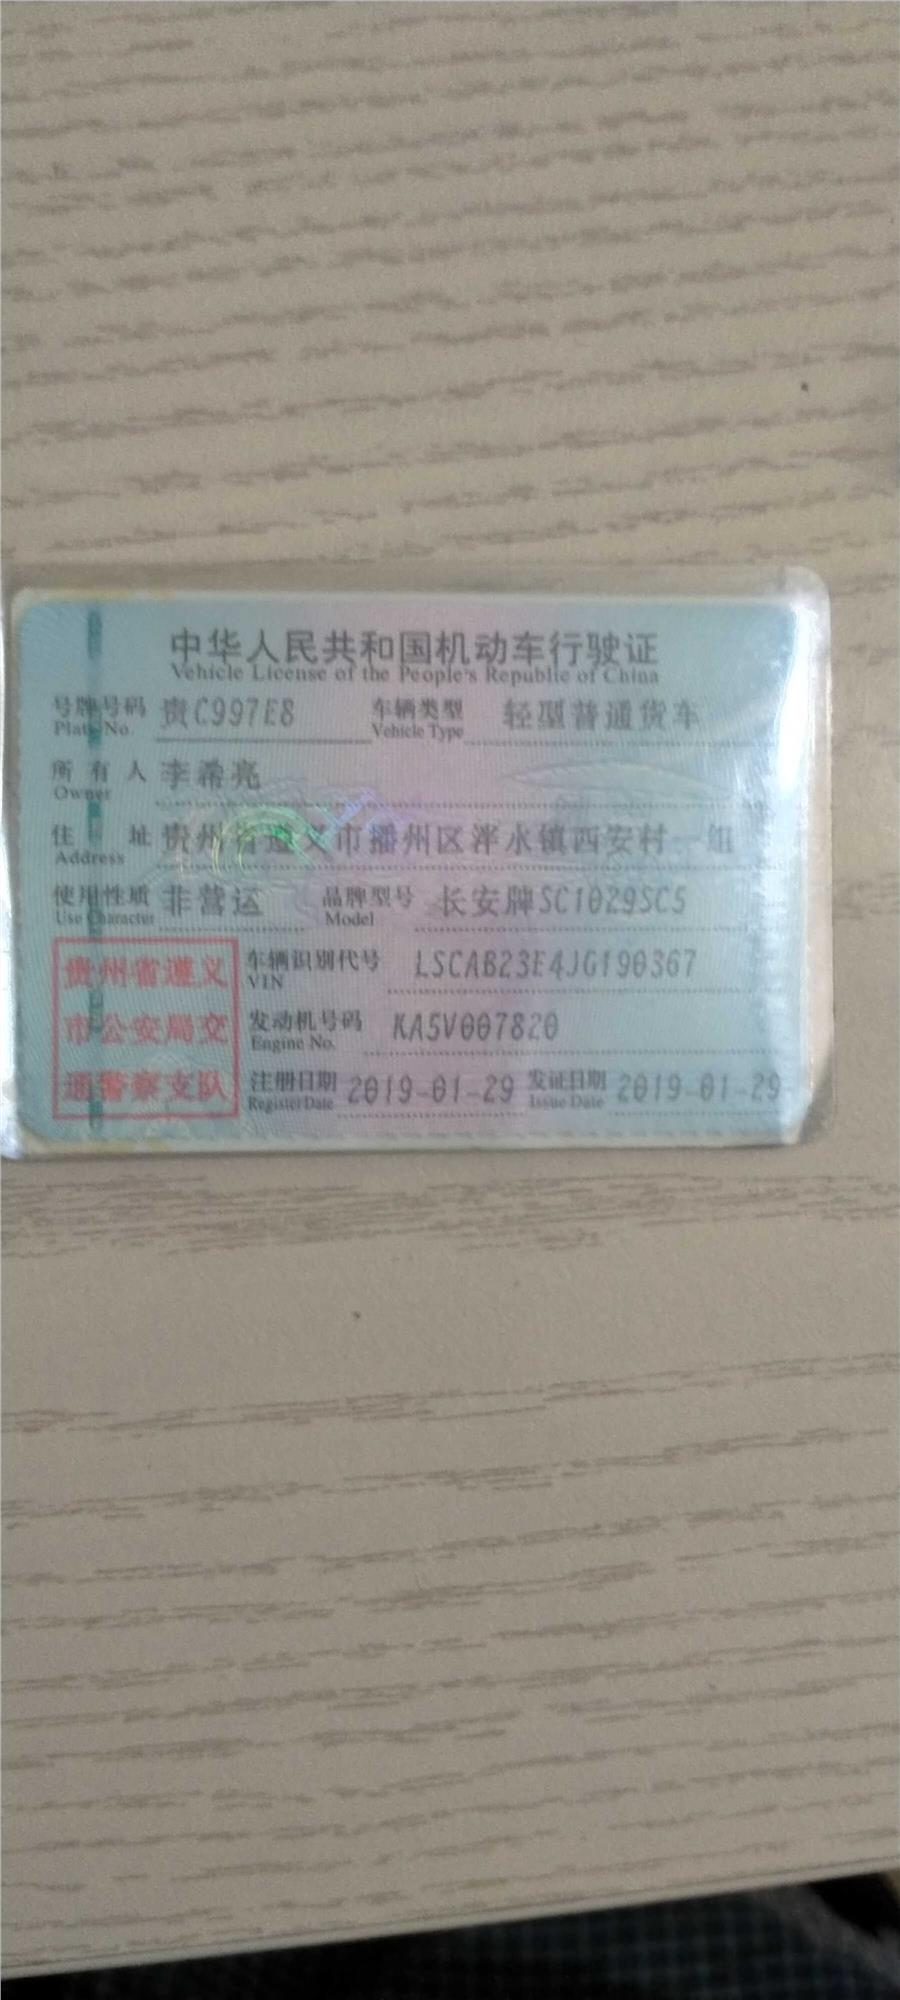 中华人民共和国机动车行驶证
Vehicle License of the People's Republic of China
号牌号码 贵C997E8 车辆类型 轻型普通货车
Plate No. Vehicle Type
所有人 李希亮
Owner
住址 贵州省遵义市播州区泮水镇西安村一组
Address
使用性质 非营运 品牌型号 长安牌SC1029SC5
Use Character Model
车辆识别代号 LSCAB23E4JG190367
VIN
发动机号码 KA5V007820
Engine No.
注册日期 2019-01-29 发证日期 2019-01-29
Register Date Issue Date
贵州省遵义
市公安局交
通警察支队